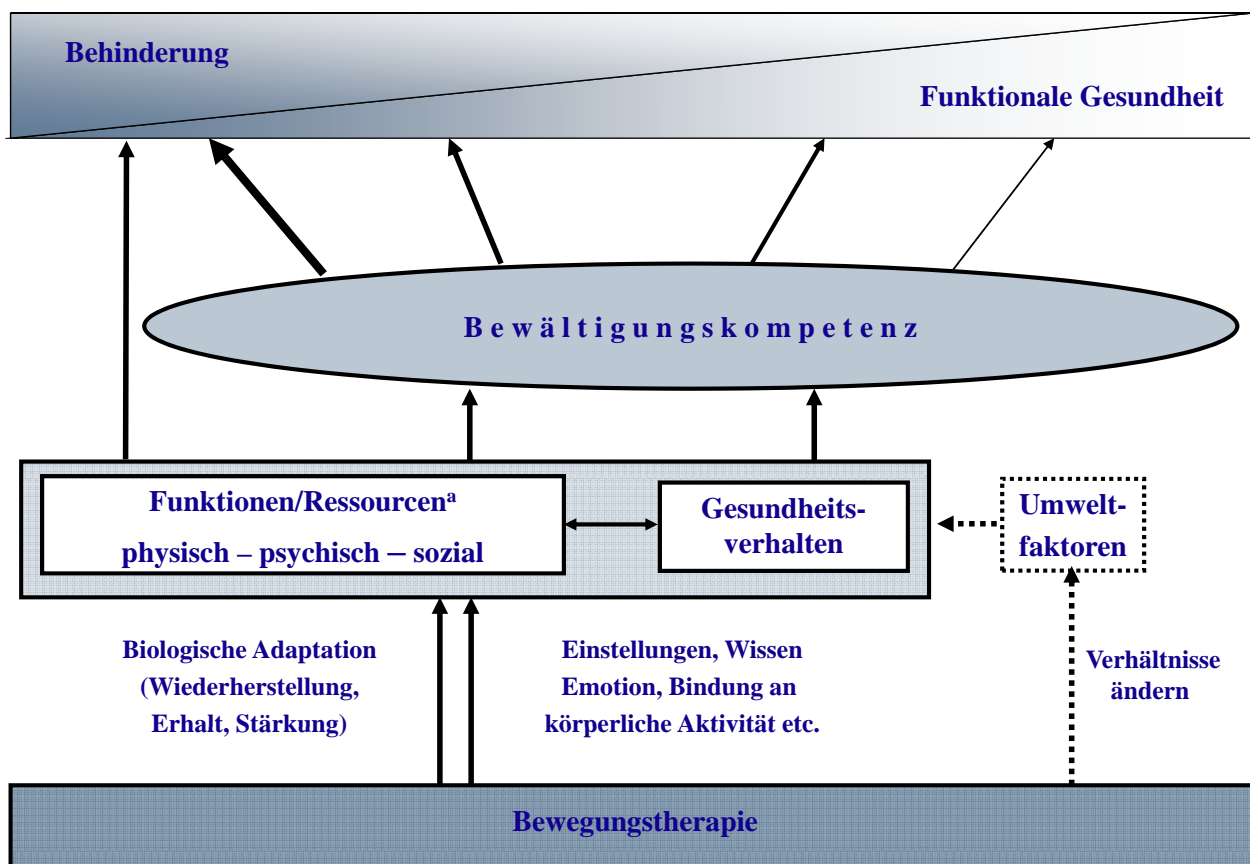 Behinderung
Funktionale Gesundheit
B e w ä l t i g u n g s k o m p e t e n z
Funktionen/Ressourcenᵃ
physisch – psychisch – sozial
Gesundheits-
verhalten
Umwelt-
faktoren
Biologische Adaptation
(Wiederherstellung,
Erhalt, Stärkung)
Einstellungen, Wissen
Emotion, Bindung an
körperliche Aktivität etc.
Verhältnisse
ändern
Bewegungstherapie